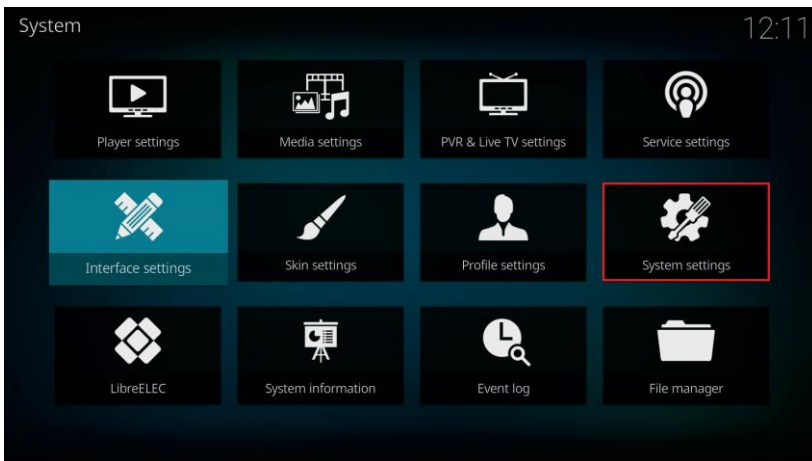 System
12:11
Player settings
Media settings
PVR & Live TV settings
Service settings
Interface settings
Skin settings
Profile settings
System settings
LibreELEC
System information
Event log
File manager